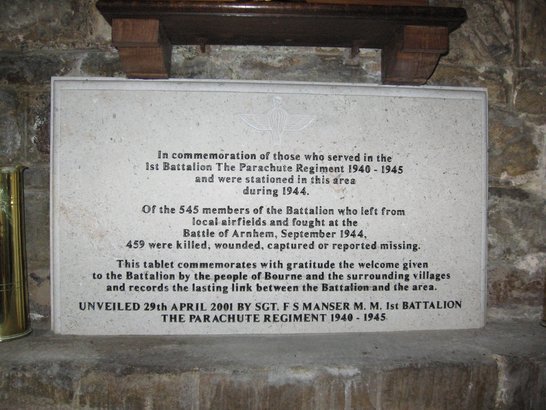 In commemoration of those who served in the
1st Battalion The Parachute Regiment 1940 - 1945
and were stationed in this area
during 1944.
Of the 545 members of the Battalion who left from
local airfields and fought at the
Battle of Arnhem, September 1944,
459 were killed, wounded, captured or reported missing.
This tablet commemorates with gratitude the welcome given
to the Battalion by the people of Bourne and the surrounding villages
and records the lasting link between the Battalion and the area.
UNVEILED 29th APRIL 2001 BY SGT. F S MANSER M. M. 1st BATTALION
THE PARACHUTE REGIMENT 1940 - 1945